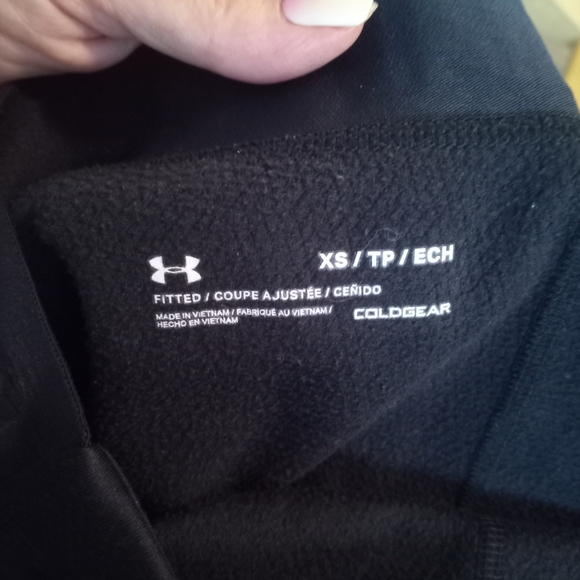 XS / TP / ECH
FITTED / COUPE AJUSTÉE / CEÑIDO
MADE IN VIETNAM / FABRIQUÉ AU VIETNAM /
HECHO EN VIETNAM
COLDGEAR